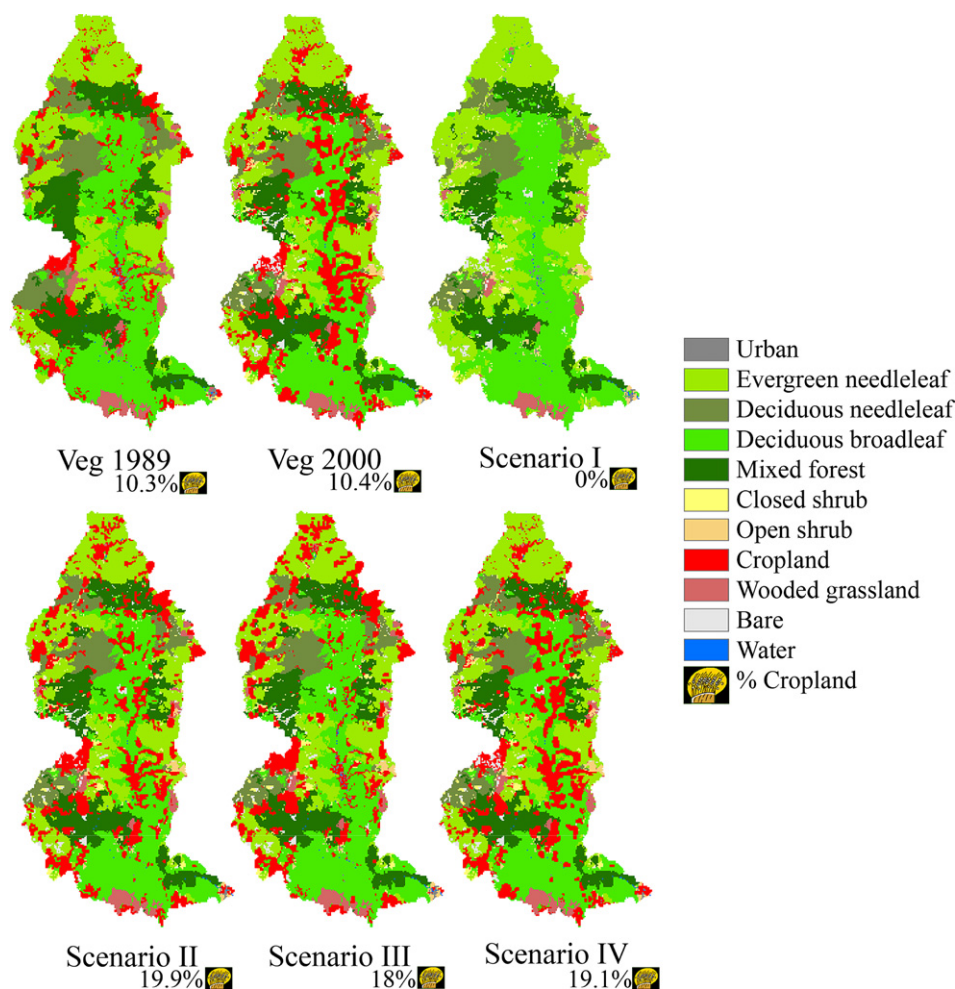 Veg 1989
10.3%
Veg 2000
10.4%
Scenario I
0%
Urban
Evergreen needleleaf
Deciduous needleleaf
Deciduous broadleaf
Mixed forest
Closed shrub
Open shrub
Cropland
Wooded grassland
Bare
Water
% Cropland
Scenario II
19.9%
Scenario III
18%
Scenario IV
19.1%